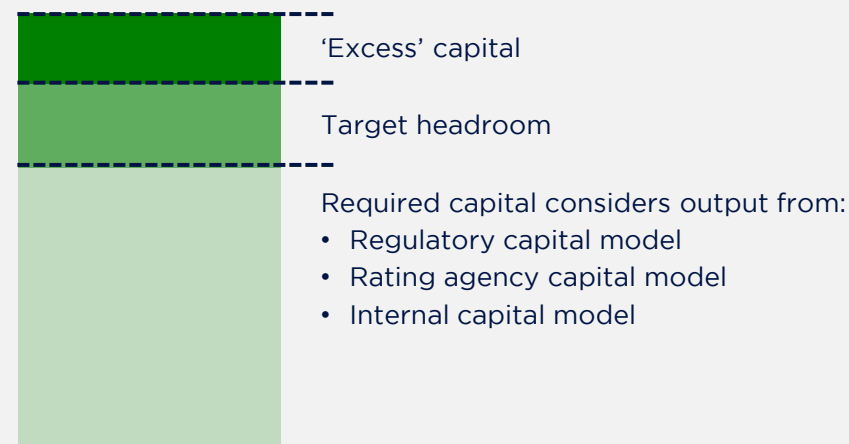 ‘Excess’ capital
Target headroom
Required capital considers output from:
• Regulatory capital model
• Rating agency capital model
• Internal capital model